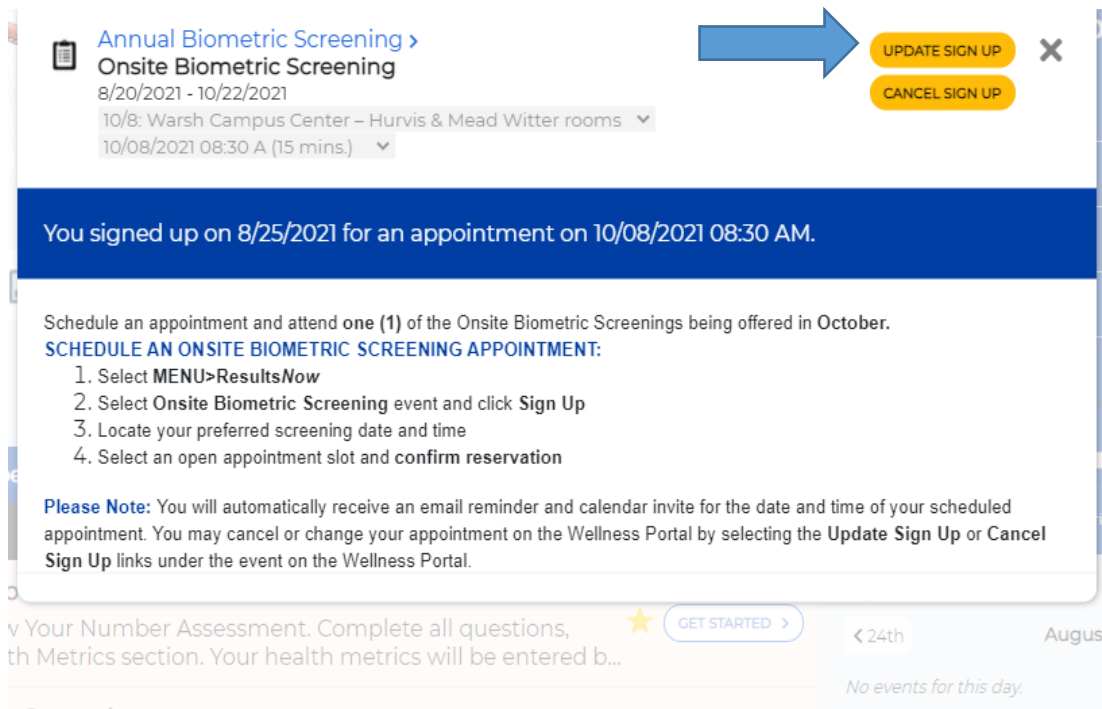 Annual Biometric Screening >
UPDATE SIGN UP
Onsite Biometric Screening
8/20/2021 - 10/22/2021
CANCEL SIGN UP
10/8: Warsh Campus Center – Hurvis & Mead Witter rooms
10/08/2021 08:30 A (15 mins.)
You signed up on 8/25/2021 for an appointment on 10/08/2021 08:30 AM.
Schedule an appointment and attend one (1) of the Onsite Biometric Screenings being offered in October.
SCHEDULE AN ONSITE BIOMETRIC SCREENING APPOINTMENT:
1. Select MENU>ResultsNow
2. Select Onsite Biometric Screening event and click Sign Up
3. Locate your preferred screening date and time
4. Select an open appointment slot and confirm reservation
Please Note: You will automatically receive an email reminder and calendar invite for the date and time of your scheduled
appointment. You may cancel or change your appointment on the Wellness Portal by selecting the Update Sign Up or Cancel
Sign Up links under the event on the Wellness Portal.
Your Number Assessment. Complete all questions,
GET STARTED >
th Metrics section. Your health metrics will be entered b...
< 24th
Augus
No events for this day.